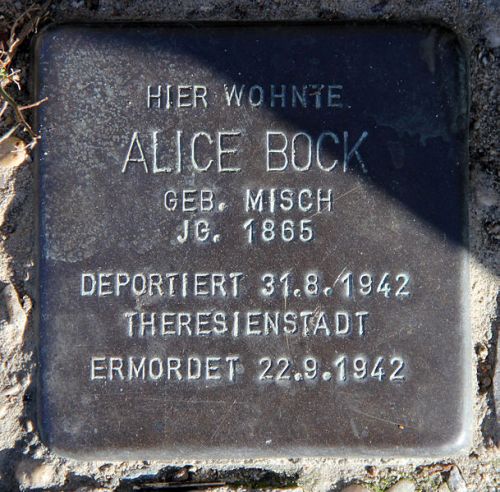 HIER WOHNTE
ALICE BOCK
GEB. MISCH
JG. 1865
DEPORTIERT 31.8.1942
THERESIENSTADT
ERMORDET 22.9.1942